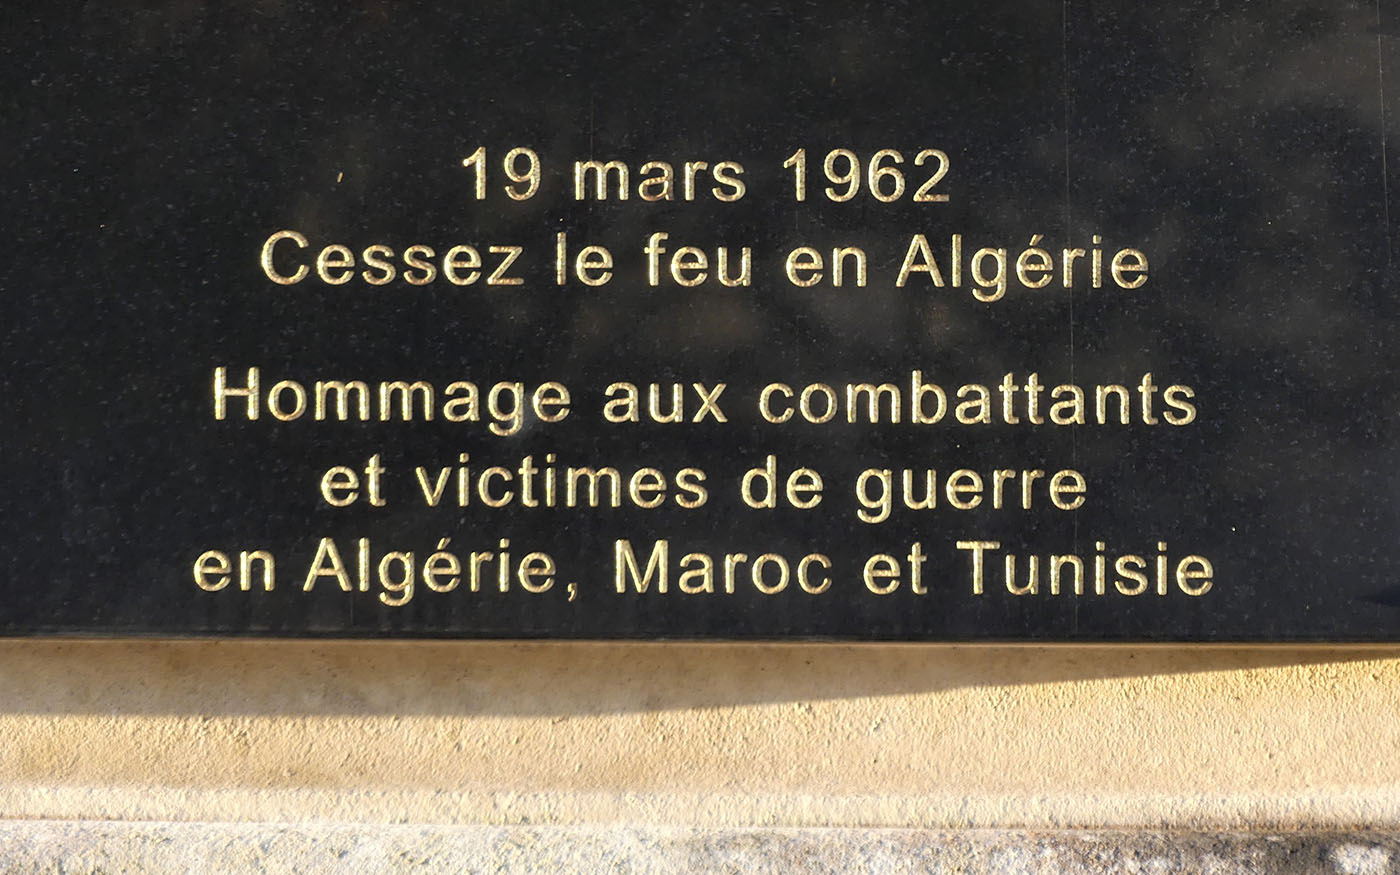 19 mars 1962
Cessez le feu en Algérie
Hommage aux combattants
et victimes de guerre
en Algérie, Maroc et Tunisie